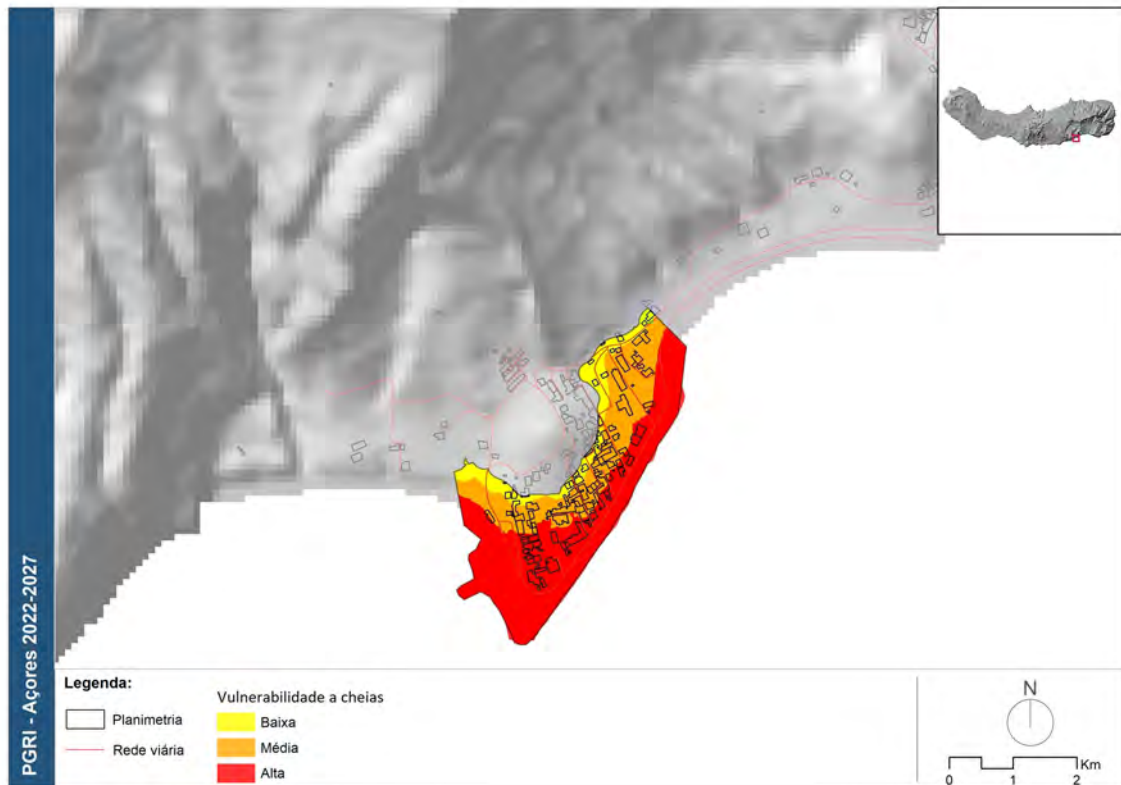 PGRI - Açores 2022-2027
Legenda:
Planimetria
Rede viária
Vulnerabilidade a cheias
Baixa
Média
Alta
N
Km
0 1 2